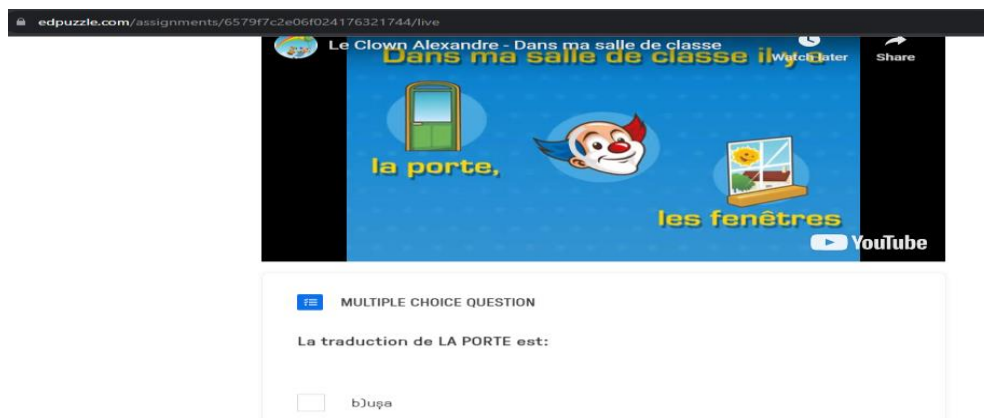 edpuzzle.com/assignments/6579f7c2e06f024176321744/live
Le Clown Alexandre - Dans ma salle de classe
Watch later
Share
Dans ma salle de classe il y a
la porte,
les fenêtres
YouTube
MULTIPLE CHOICE QUESTION
La traduction de LA PORTE est:
b)ușa